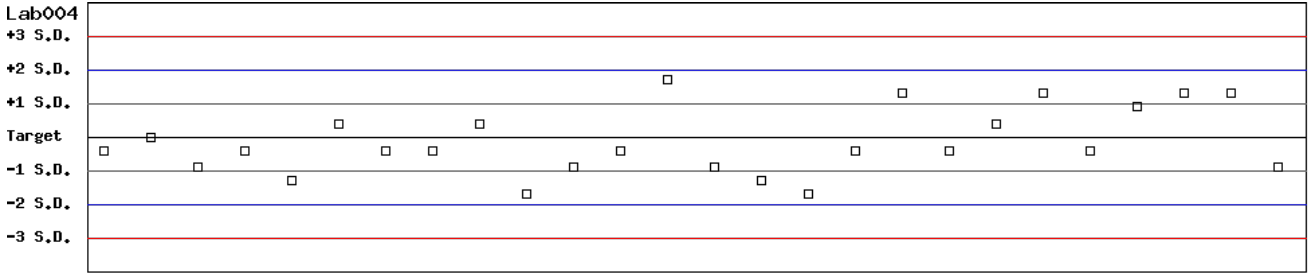 Lab004
+3 S.D.
+2 S.D.
+1 S.D.
Target
-1 S.D.
-2 S.D.
-3 S.D.